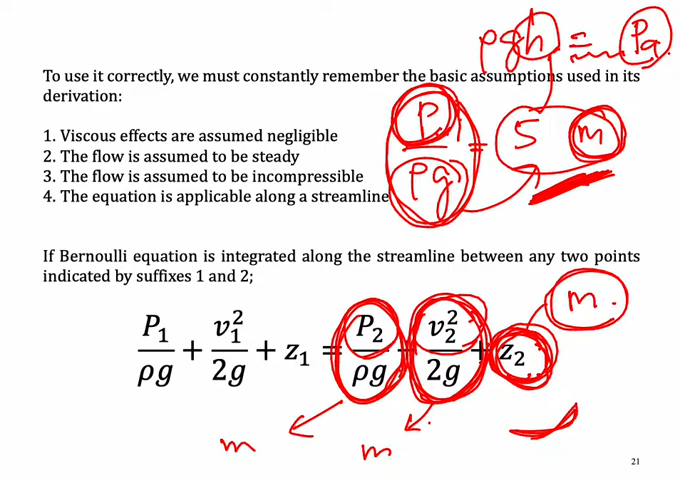 ρgh = Pa
To use it correctly, we must constantly remember the basic assumptions used in its
derivation:
P/ρg = 5 m
1. Viscous effects are assumed negligible
2. The flow is assumed to be steady
3. The flow is assumed to be incompressible
4. The equation is applicable along a streamline
If Bernoulli equation is integrated along the streamline between any two points
indicated by suffixes 1 and 2;
m.
P₁/ρg + v₁²/2g + z₁ = P₂/ρg + v₂²/2g + z₂
m m
21